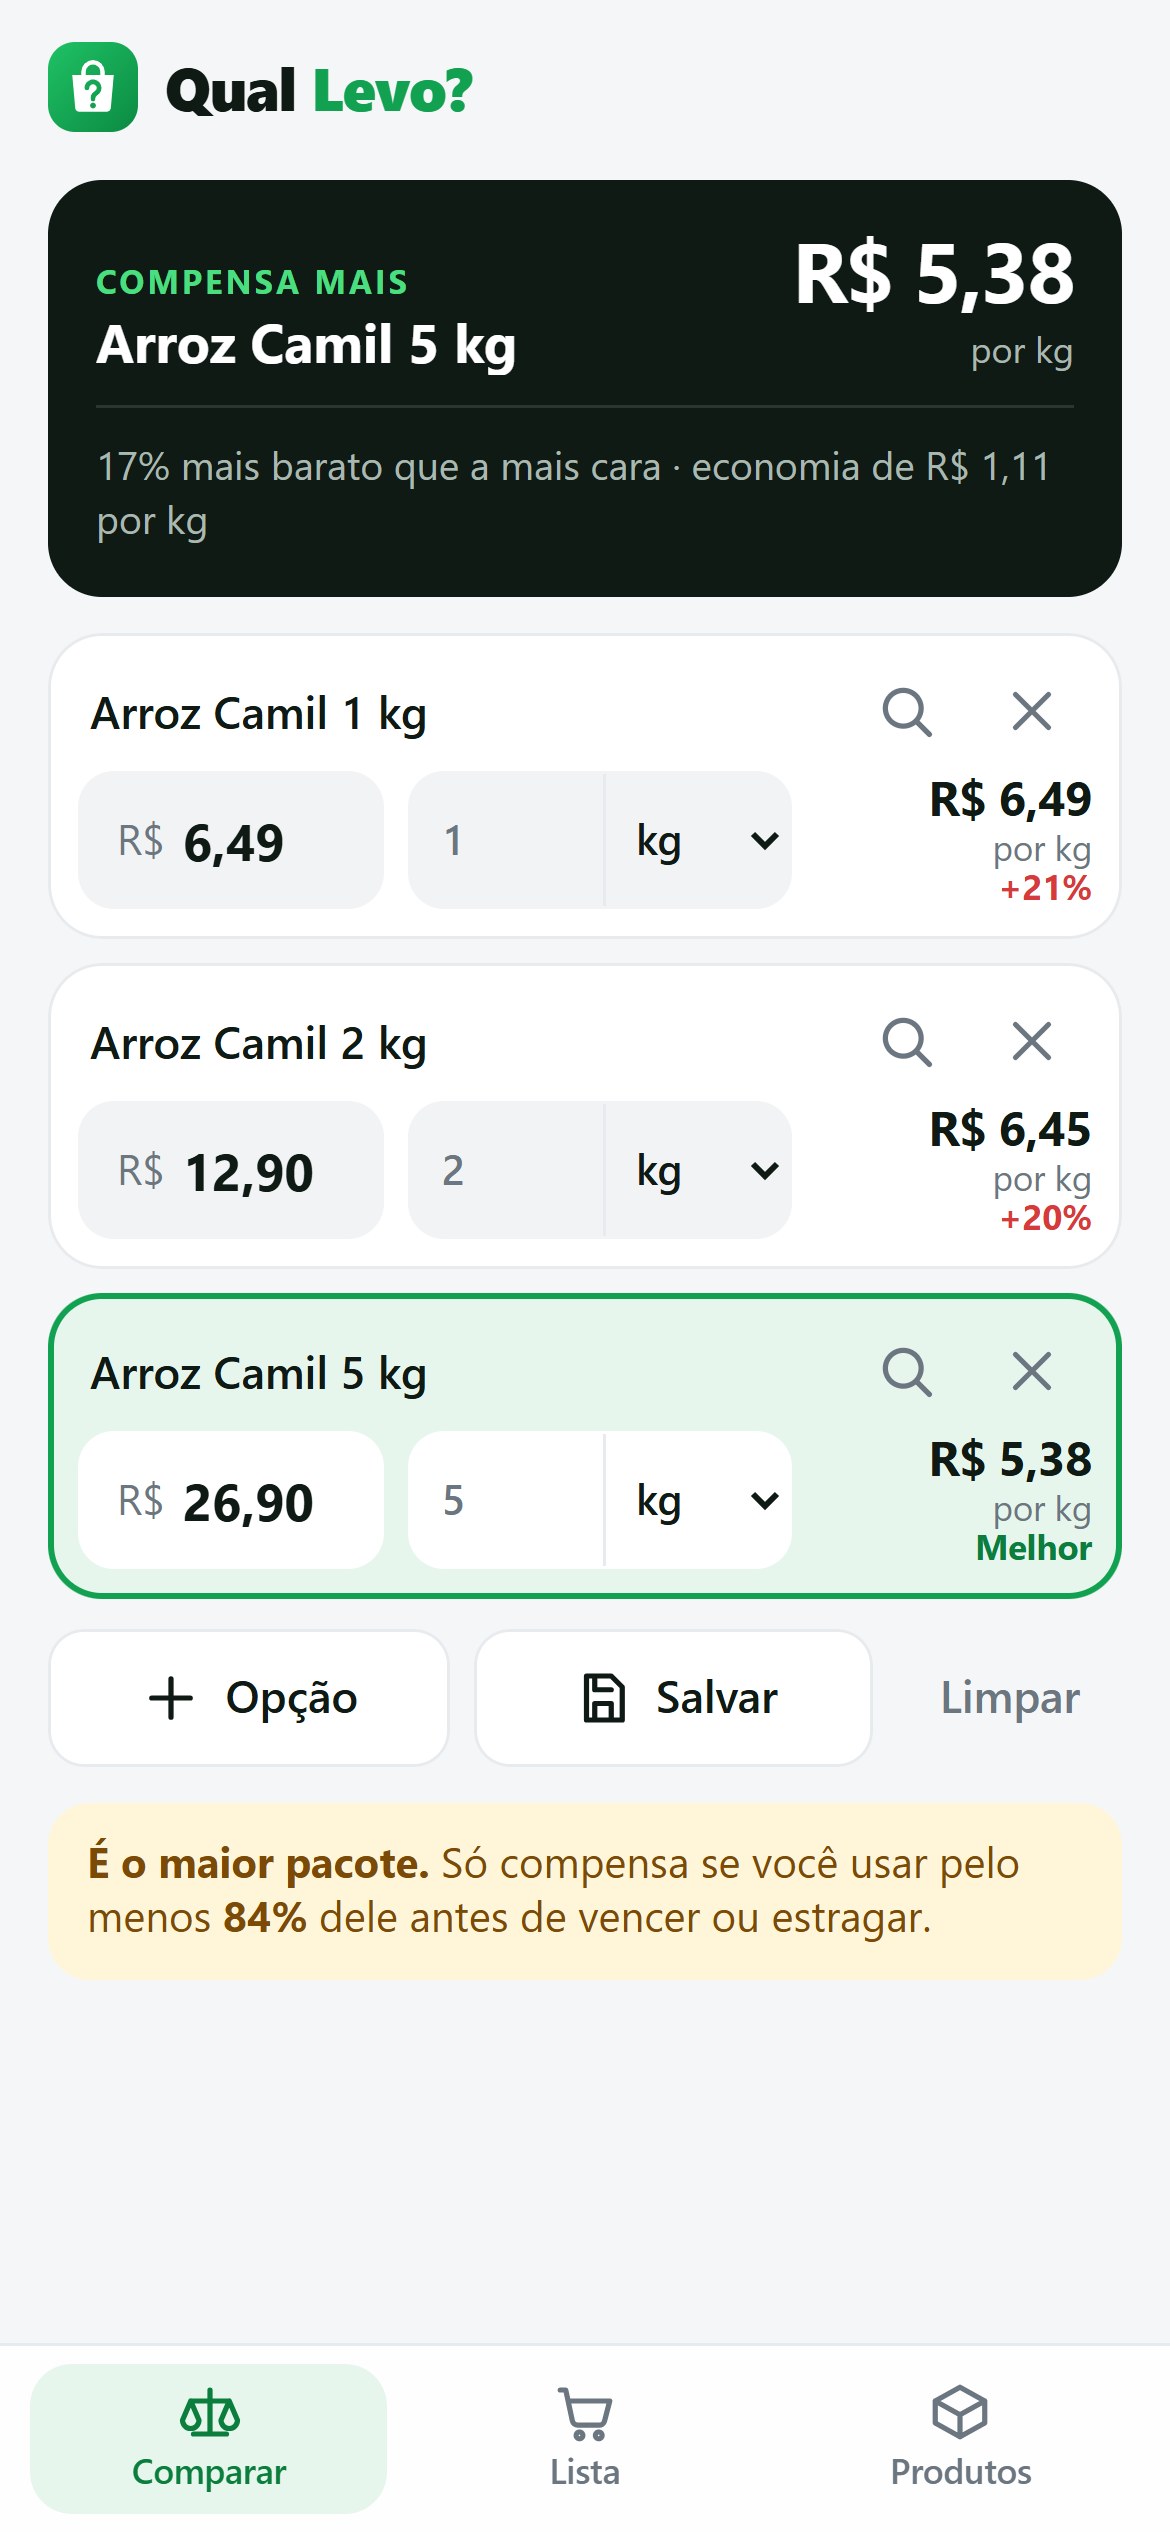 Qual Levo?
COMPENSA MAIS
Arroz Camil 5 kg
R$ 5,38
por kg
17% mais barato que a mais cara · economia de R$ 1,11
por kg
Arroz Camil 1 kg
R$ 6,49
1
kg
R$ 6,49
por kg
+21%
Arroz Camil 2 kg
R$ 12,90
2
kg
R$ 6,45
por kg
+20%
Arroz Camil 5 kg
R$ 26,90
5
kg
R$ 5,38
por kg
Melhor
Opção
Salvar
Limpar
É o maior pacote. Só compensa se você usar pelo
menos 84% dele antes de vencer ou estragar.
Comparar
Lista
Produtos